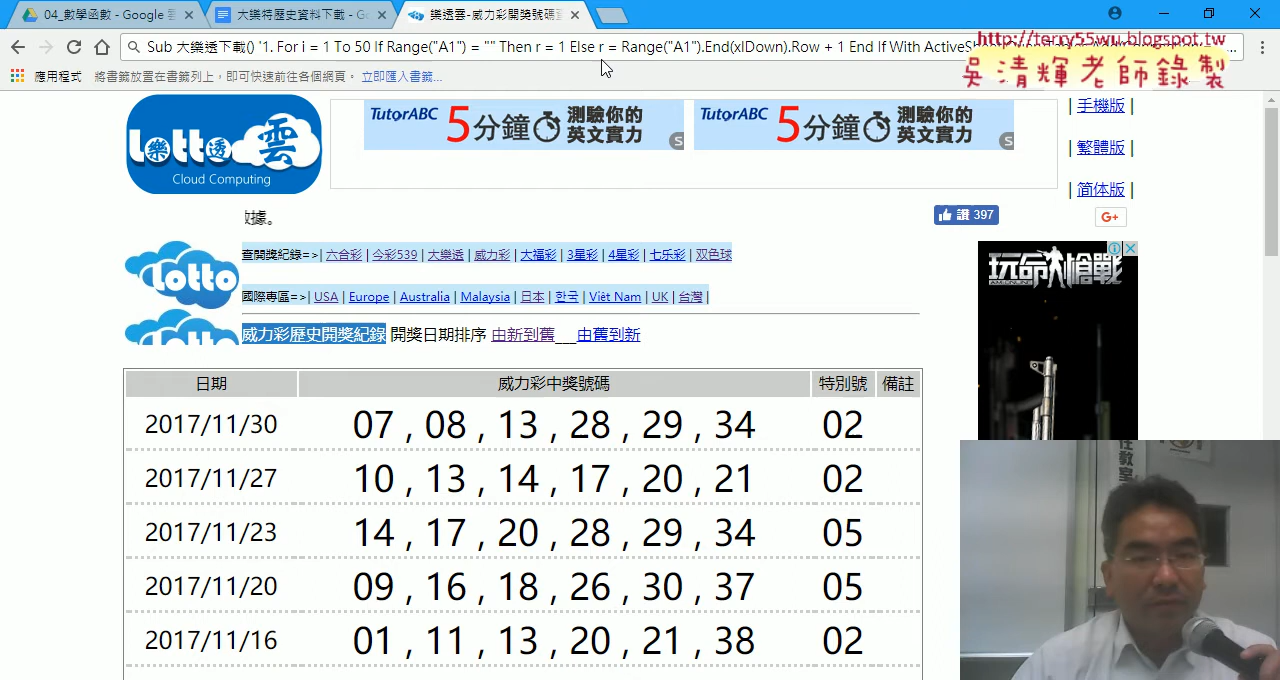 04_數學函數 - Google 雲
大樂特歷史資料下載 - G
樂透雲-威力彩開獎號碼
Sub 大樂透下載() '1. For i = 1 To 50 If Range("A1") = "" Then r = 1 Else r = Range("A1").End(xlDown).Row + 1 End If With ActiveSh
http://terry55wu.blogspot.tw
吳清輝老師錄製
應用程式 將書籤放置在書籤列上，即可快速前往各個網頁。 立即匯入書籤...
Lotto 樂透雲
Cloud Computing
TutorABC 5分鐘 測驗你的英文實力
TutorABC 5分鐘 測驗你的英文實力
| 手機版 |
| 繁體版 |
| 简体版 |
數據。
讚 397
G+
查開獎紀錄=>| 六合彩 | 今彩539 | 大樂透 | 威力彩 | 大福彩 | 3星彩 | 4星彩 | 七乐彩 | 双色球
Lotto
國際專區=>| USA | Europe | Australia | Malaysia | 日本 | 한국 | Việt Nam | UK | 台灣 |
威力彩歷史開獎紀錄 開獎日期排序 由新到舊___由舊到新
玩命槍戰
日期 威力彩中獎號碼 特別號 備註
2017/11/30 07 , 08 , 13 , 28 , 29 , 34 02
2017/11/27 10 , 13 , 14 , 17 , 20 , 21 02
2017/11/23 14 , 17 , 20 , 28 , 29 , 34 05
2017/11/20 09 , 16 , 18 , 26 , 30 , 37 05
2017/11/16 01 , 11 , 13 , 20 , 21 , 38 02